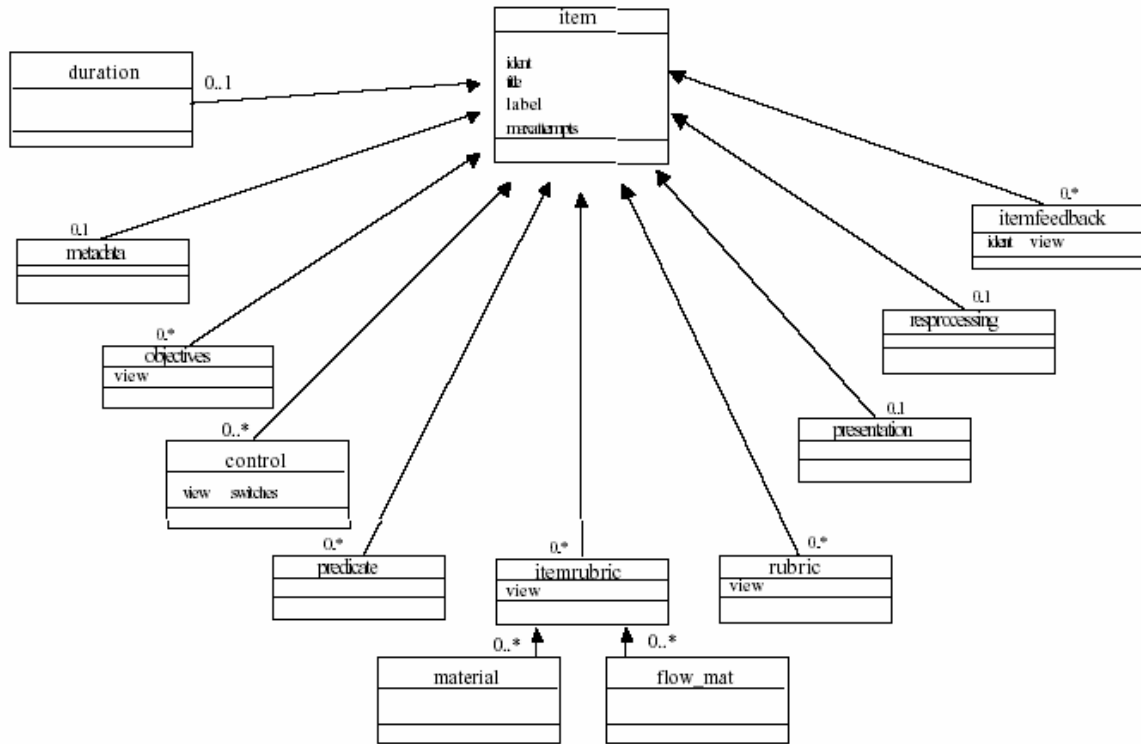 item
ident
title
label
maxattempts
duration
0..1
0..*
itemfeedback
ident view
0..1
metadata
0..1
resprocessing
0..*
objectives
view
0..1
presentation
0..*
control
view switches
0..*
predicate
0..*
itemrubric
view
0..*
rubric
view
0..*
material
0..*
flow_mat